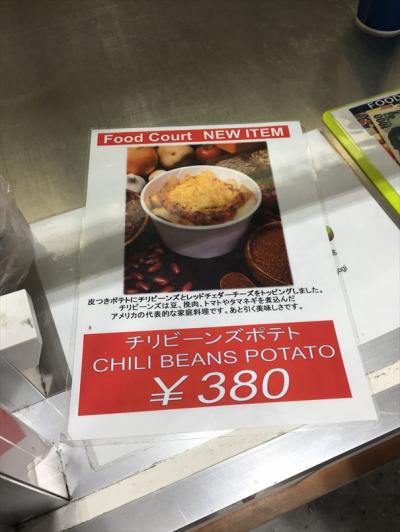 Food Court NEW ITEM
皮つきポテトにチリビーンズとレッドチェダーチーズをトッピングしました。
チリビーンズは豆、挽肉、トマトやタマネギを煮込んだ
アメリカの代表的な家庭料理です。あと引く美味しさです。
チリビーンズポテト
CHILI BEANS POTATO
￥380
FOOD